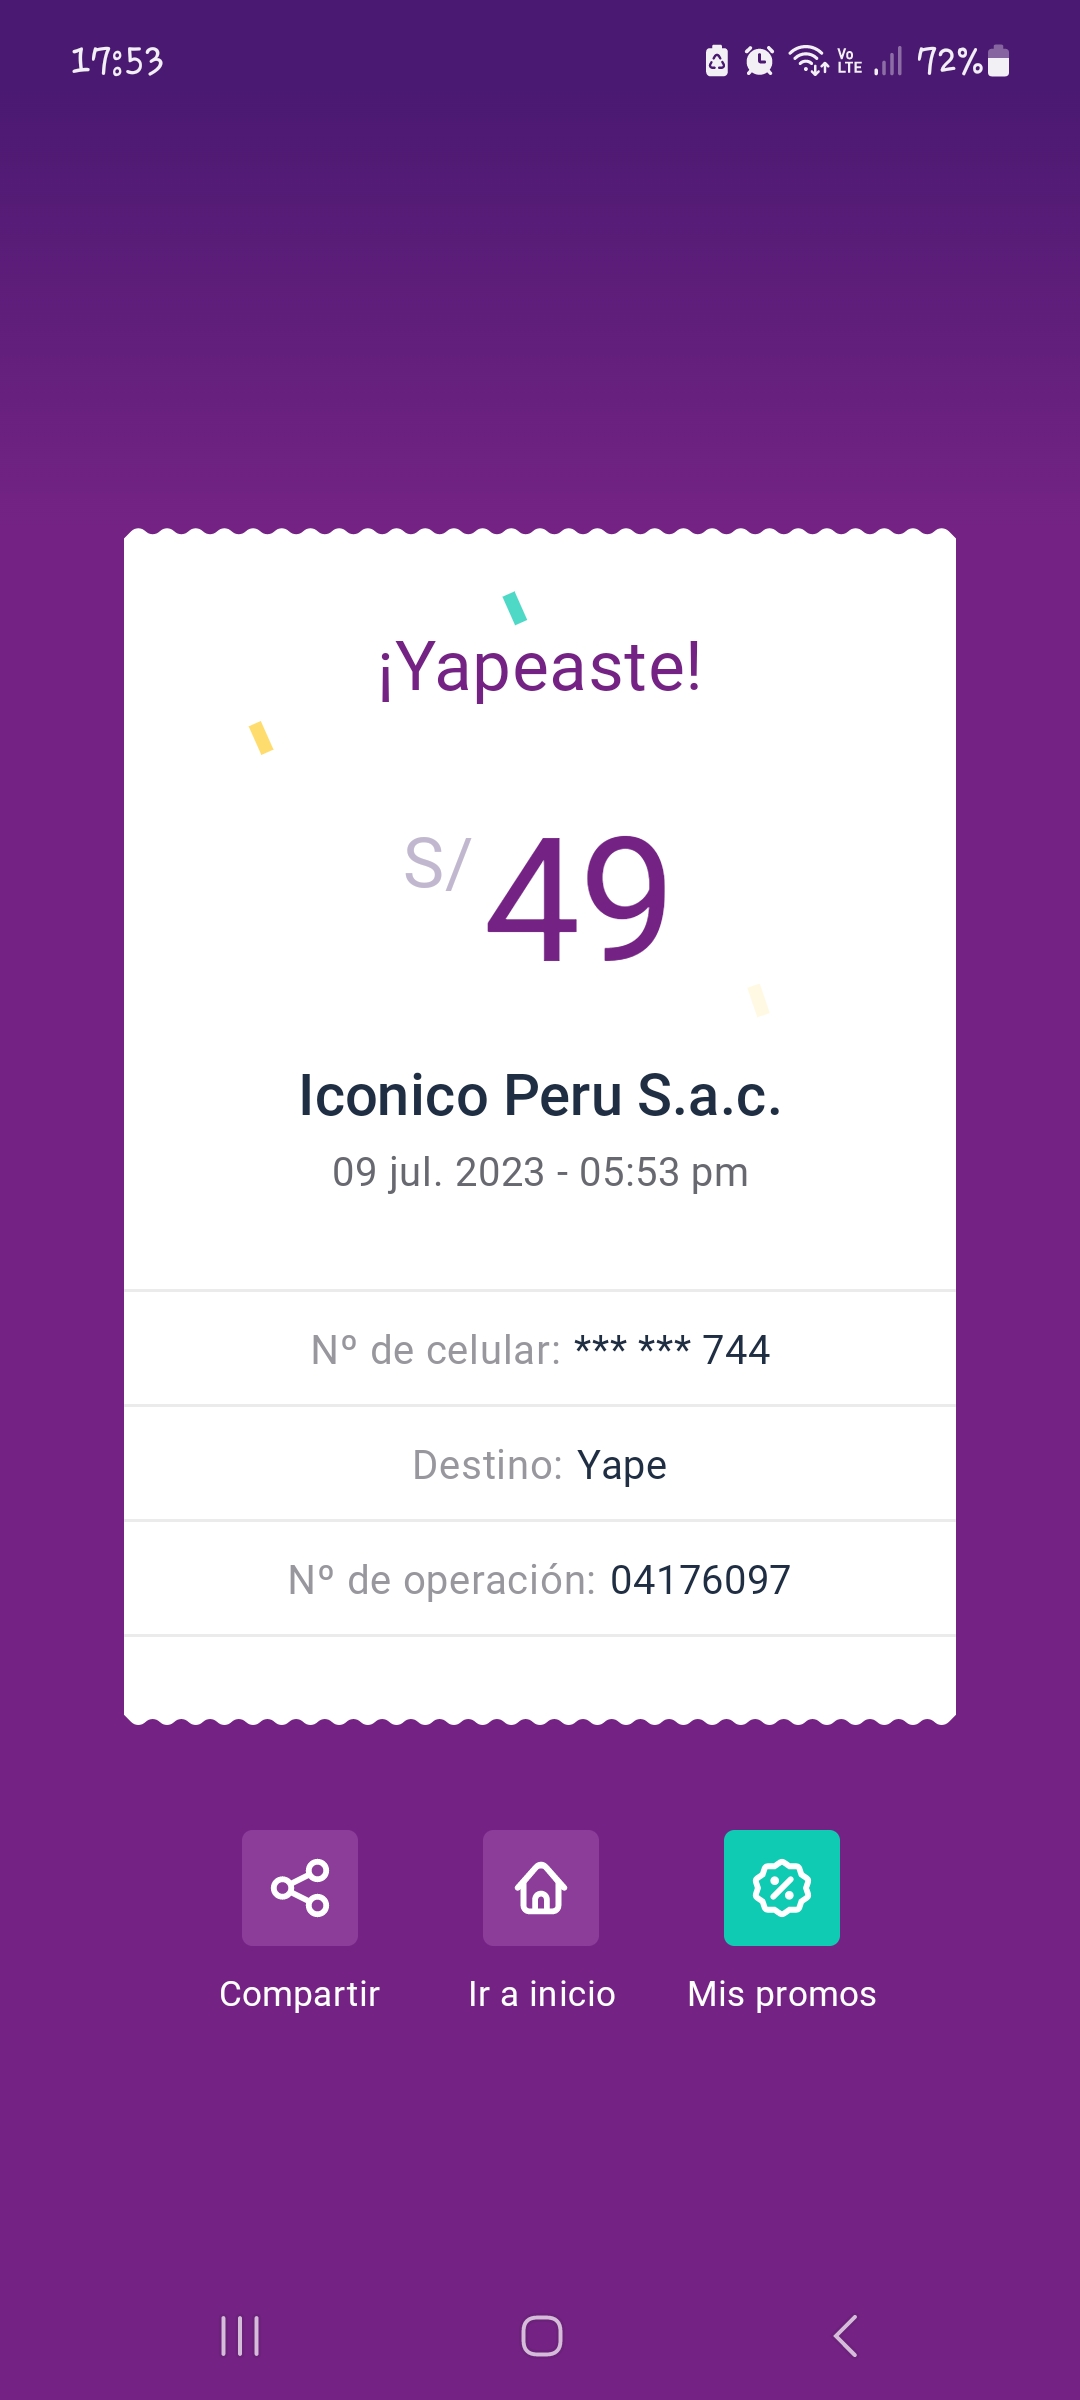 17:53
Vo LTE 72%
¡Yapeaste!
S/ 49
Iconico Peru S.a.c.
09 jul. 2023 - 05:53 pm
Nº de celular: *** *** 744
Destino: Yape
Nº de operación: 04176097
Compartir
Ir a inicio
Mis promos